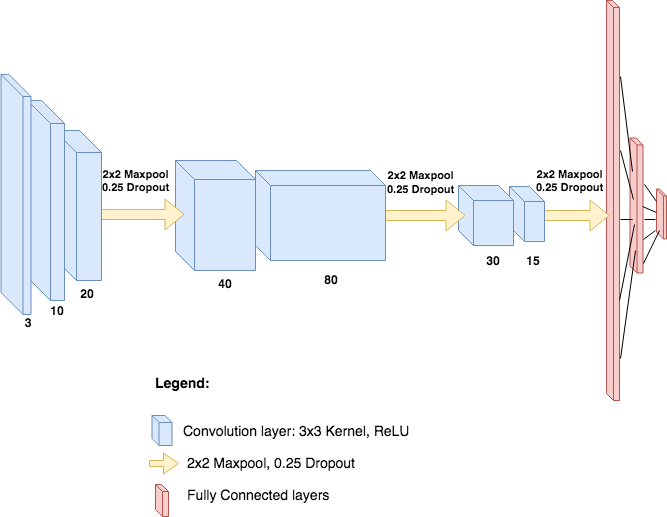 2x2 Maxpool
0.25 Dropout
2x2 Maxpool
0.25 Dropout
2x2 Maxpool
0.25 Dropout
3
10
20
40
80
30
15
Legend:
Convolution layer: 3x3 Kernel, ReLU
2x2 Maxpool, 0.25 Dropout
Fully Connected layers